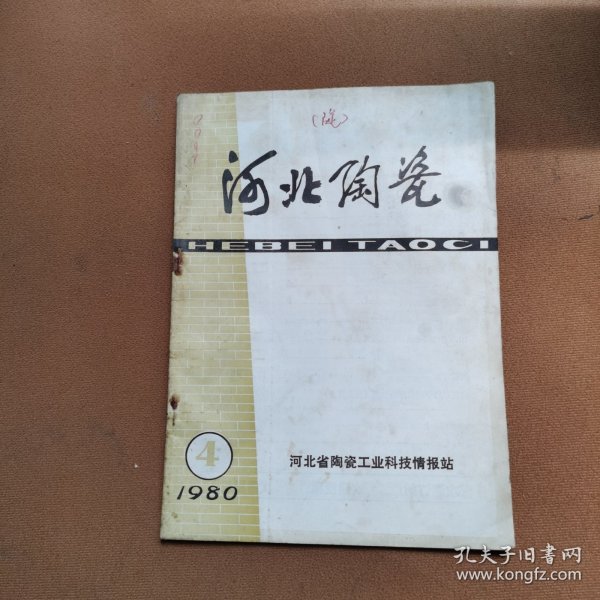 河北陶瓷
HEBEI TAOCI
4
1980
河北省陶瓷工业科技情报站
孔夫子旧书网
www.kongfz.com